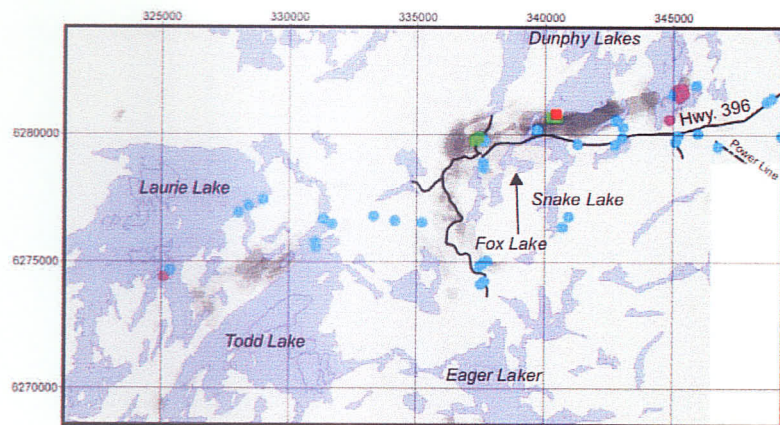 325000 330000 335000 340000 345000
Dunphy Lakes
6280000
Hwy. 396
Power Line
Laurie Lake
Snake Lake
Fox Lake
6275000
Todd Lake
Eager Laker
6270000